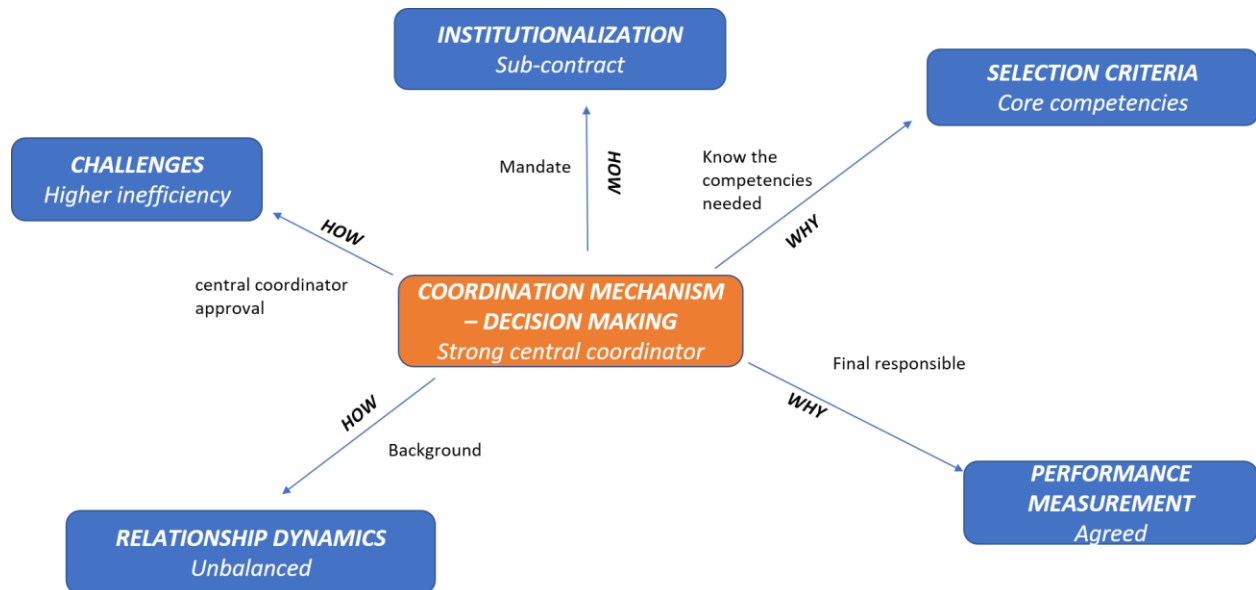 INSTITUTIONALIZATION
Sub-contract
SELECTION CRITERIA
Core competencies
CHALLENGES
Higher inefficiency
Mandate
HOW
Know the
competencies
needed
WHY
HOW
central coordinator
approval
COORDINATION MECHANISM
– DECISION MAKING
Strong central coordinator
Final responsible
WHY
HOW
Background
PERFORMANCE
MEASUREMENT
Agreed
RELATIONSHIP DYNAMICS
Unbalanced